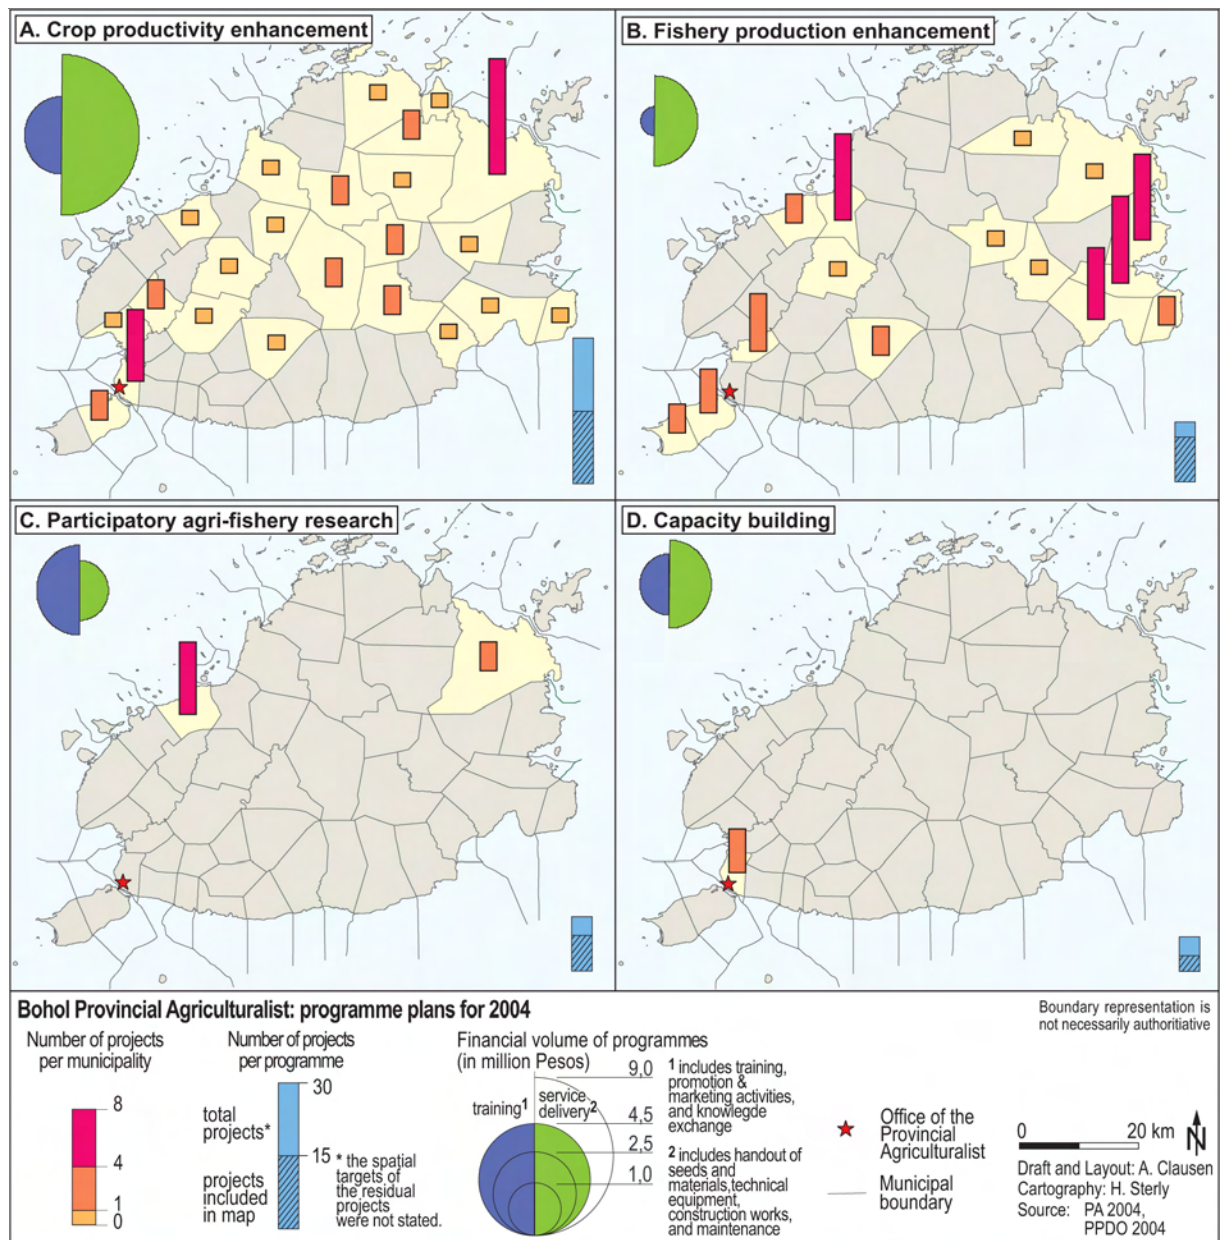 A. Crop productivity enhancement
B. Fishery production enhancement
C. Participatory agri-fishery research
D. Capacity building
Bohol Provincial Agriculturalist: programme plans for 2004
Boundary representation is
not necessarily authoritiative
Number of projects
per municipality
8
4
1
0
Number of projects
per programme
total
projects*
projects
included
in map
30
15
* the spatial
targets of
the residual
projects
were not stated.
Financial volume of programmes
(in million Pesos)
training1
service
delivery2
9,0
4,5
2,5
1,0
1 includes training,
promotion &
marketing activities,
and knowlegde
exchange
2 includes handout of
seeds and
materials,technical
equipment,
construction works,
and maintenance
Office of the
Provincial
Agriculturalist
Municipal
boundary
0 20 km
N
Draft and Layout: A. Clausen
Cartography: H. Sterly
Source: PA 2004,
PPDO 2004